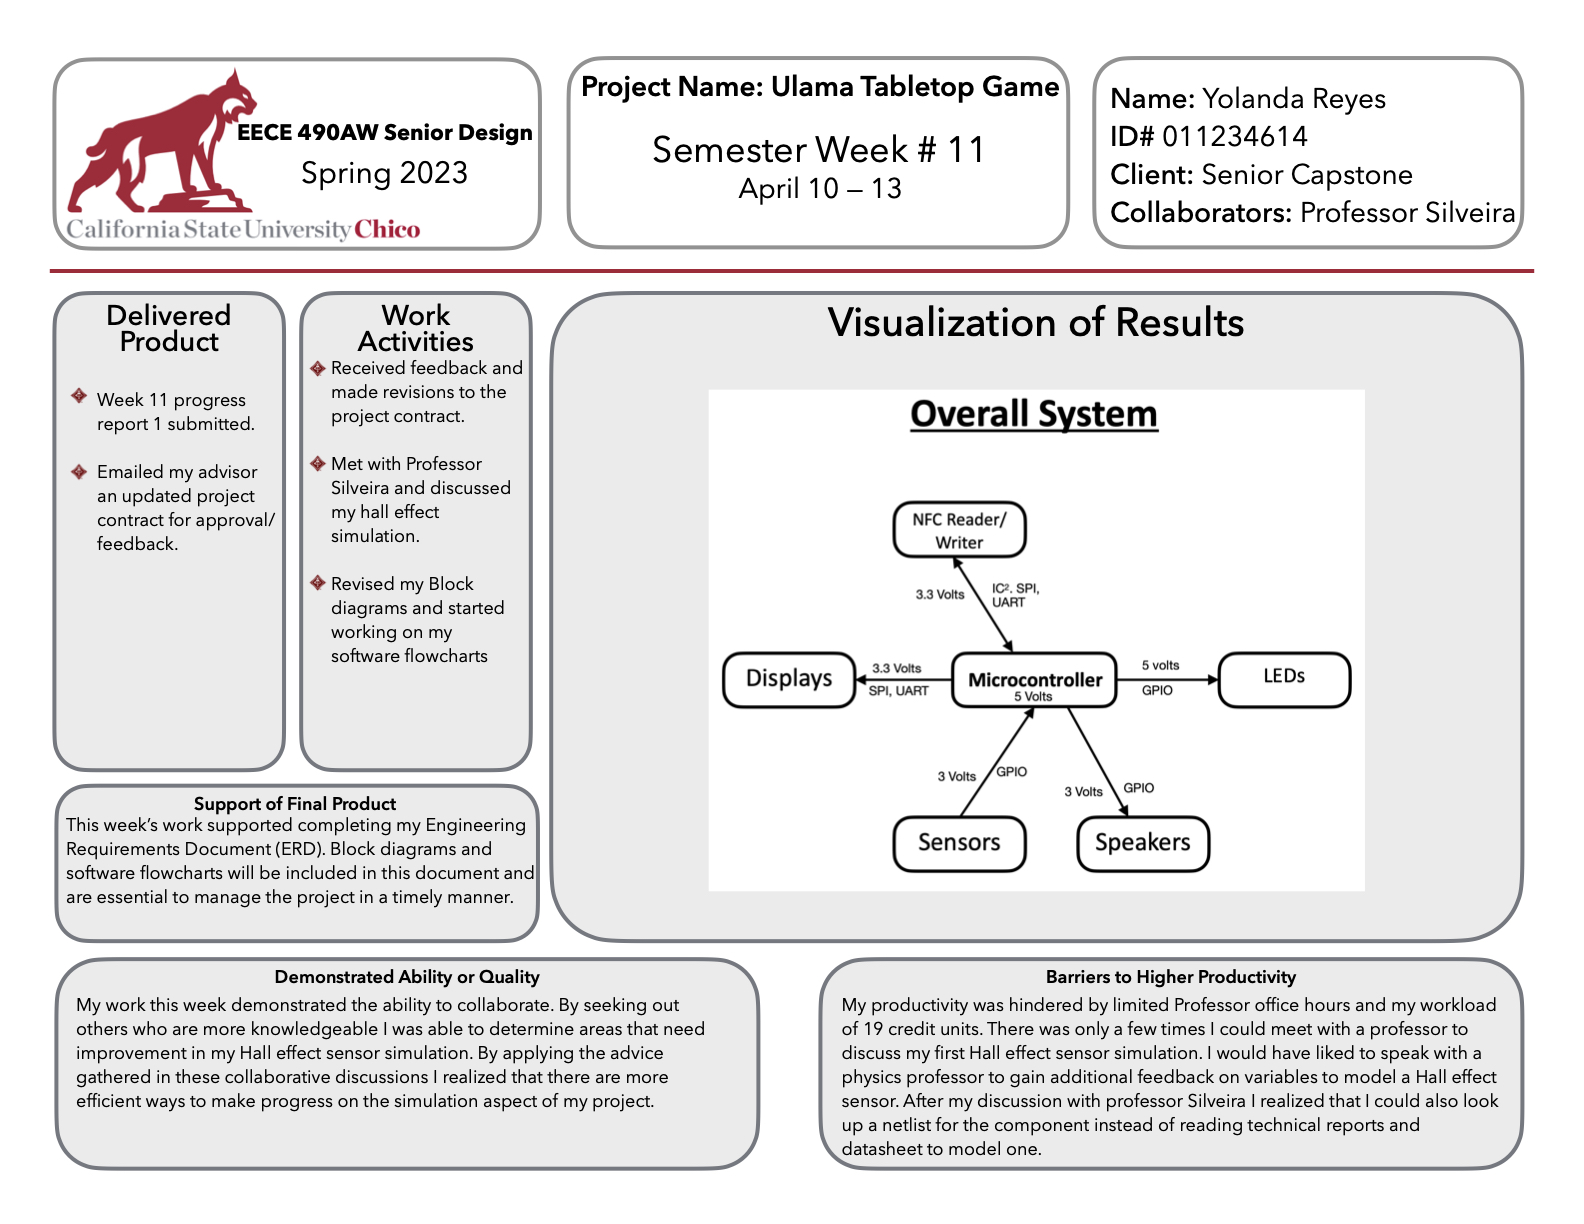 EECE 490AW Senior Design
Spring 2023
California State University Chico
Project Name: Ulama Tabletop Game
Semester Week # 11
April 10 – 13
Name: Yolanda Reyes
ID# 011234614
Client: Senior Capstone
Collaborators: Professor Silveira
Delivered
Product
Week 11 progress
report 1 submitted.
Emailed my advisor
an updated project
contract for approval/
feedback.
Work
Activities
Received feedback and
made revisions to the
project contract.
Met with Professor
Silveira and discussed
my hall effect
simulation.
Revised my Block
diagrams and started
working on my
software flowcharts
Visualization of Results
Overall System
NFC Reader/
Writer
3.3 Volts
IC². SPI,
UART
Displays
3.3 Volts
SPI, UART
Microcontroller
5 Volts
5 volts
GPIO
LEDs
3 Volts
GPIO
3 Volts
GPIO
Sensors
Speakers
Support of Final Product
This week’s work supported completing my Engineering
Requirements Document (ERD). Block diagrams and
software flowcharts will be included in this document and
are essential to manage the project in a timely manner.
Demonstrated Ability or Quality
My work this week demonstrated the ability to collaborate. By seeking out
others who are more knowledgeable I was able to determine areas that need
improvement in my Hall effect sensor simulation. By applying the advice
gathered in these collaborative discussions I realized that there are more
efficient ways to make progress on the simulation aspect of my project.
Barriers to Higher Productivity
My productivity was hindered by limited Professor office hours and my workload
of 19 credit units. There was only a few times I could meet with a professor to
discuss my first Hall effect sensor simulation. I would have liked to speak with a
physics professor to gain additional feedback on variables to model a Hall effect
sensor. After my discussion with professor Silveira I realized that I could also look
up a netlist for the component instead of reading technical reports and
datasheet to model one.